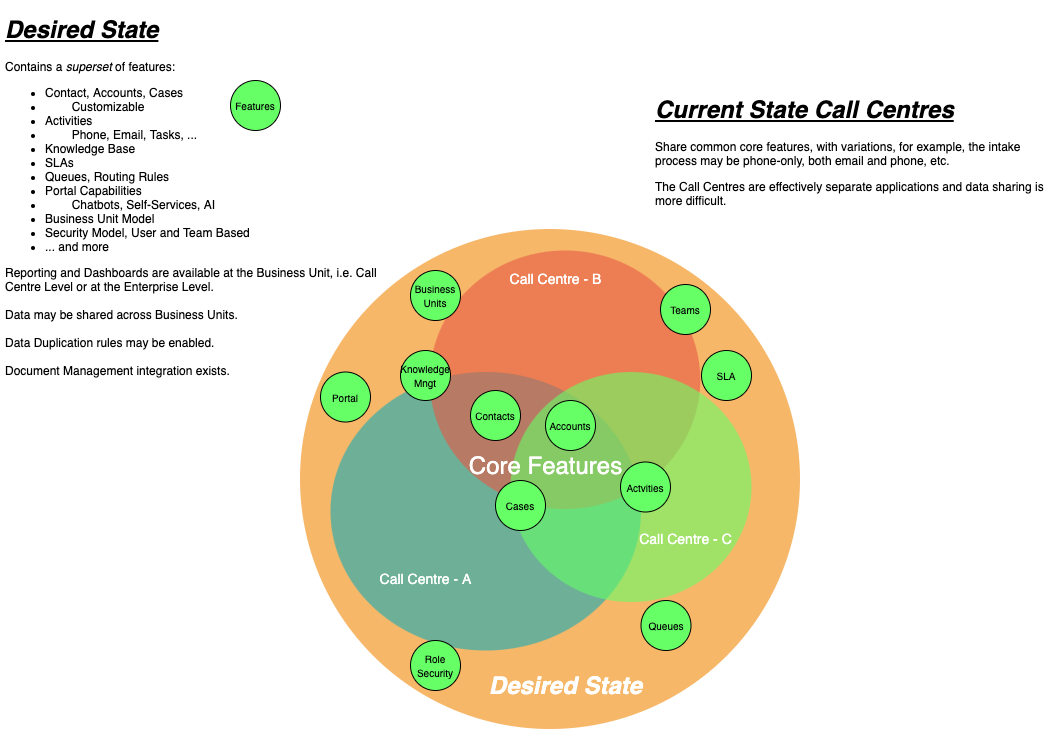 Desired State
Contains a superset of features:
• Contact, Accounts, Cases
• Customizable
• Activities
• Phone, Email, Tasks, ...
• Knowledge Base
• SLAs
• Queues, Routing Rules
• Portal Capabilities
• Chatbots, Self-Services, AI
• Business Unit Model
• Security Model, User and Team Based
• ... and more
Reporting and Dashboards are available at the Business Unit, i.e. Call
Centre Level or at the Enterprise Level.
Data may be shared across Business Units.
Data Duplication rules may be enabled.
Document Management integration exists.
Features
Current State Call Centres
Share common core features, with variations, for example, the intake
process may be phone-only, both email and phone, etc.
The Call Centres are effectively separate applications and data sharing is
more difficult.
Call Centre - B
Business
Units
Teams
Knowledge
Mngt
SLA
Portal
Contacts
Accounts
Core Features
Actvities
Cases
Call Centre - C
Call Centre - A
Queues
Role
Security
Desired State